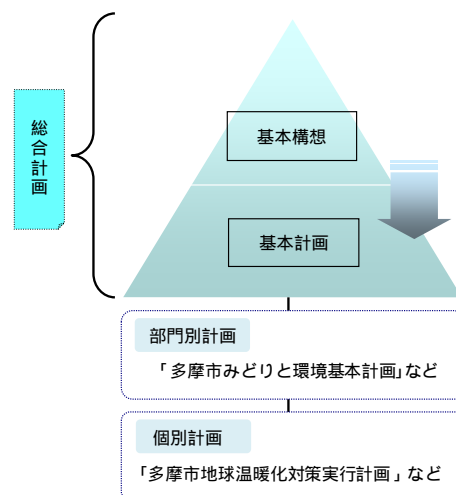 総合計画
基本構想
基本計画
部門別計画
「多摩市みどりと環境基本計画」など
個別計画
「多摩市地球温暖化対策実行計画」など